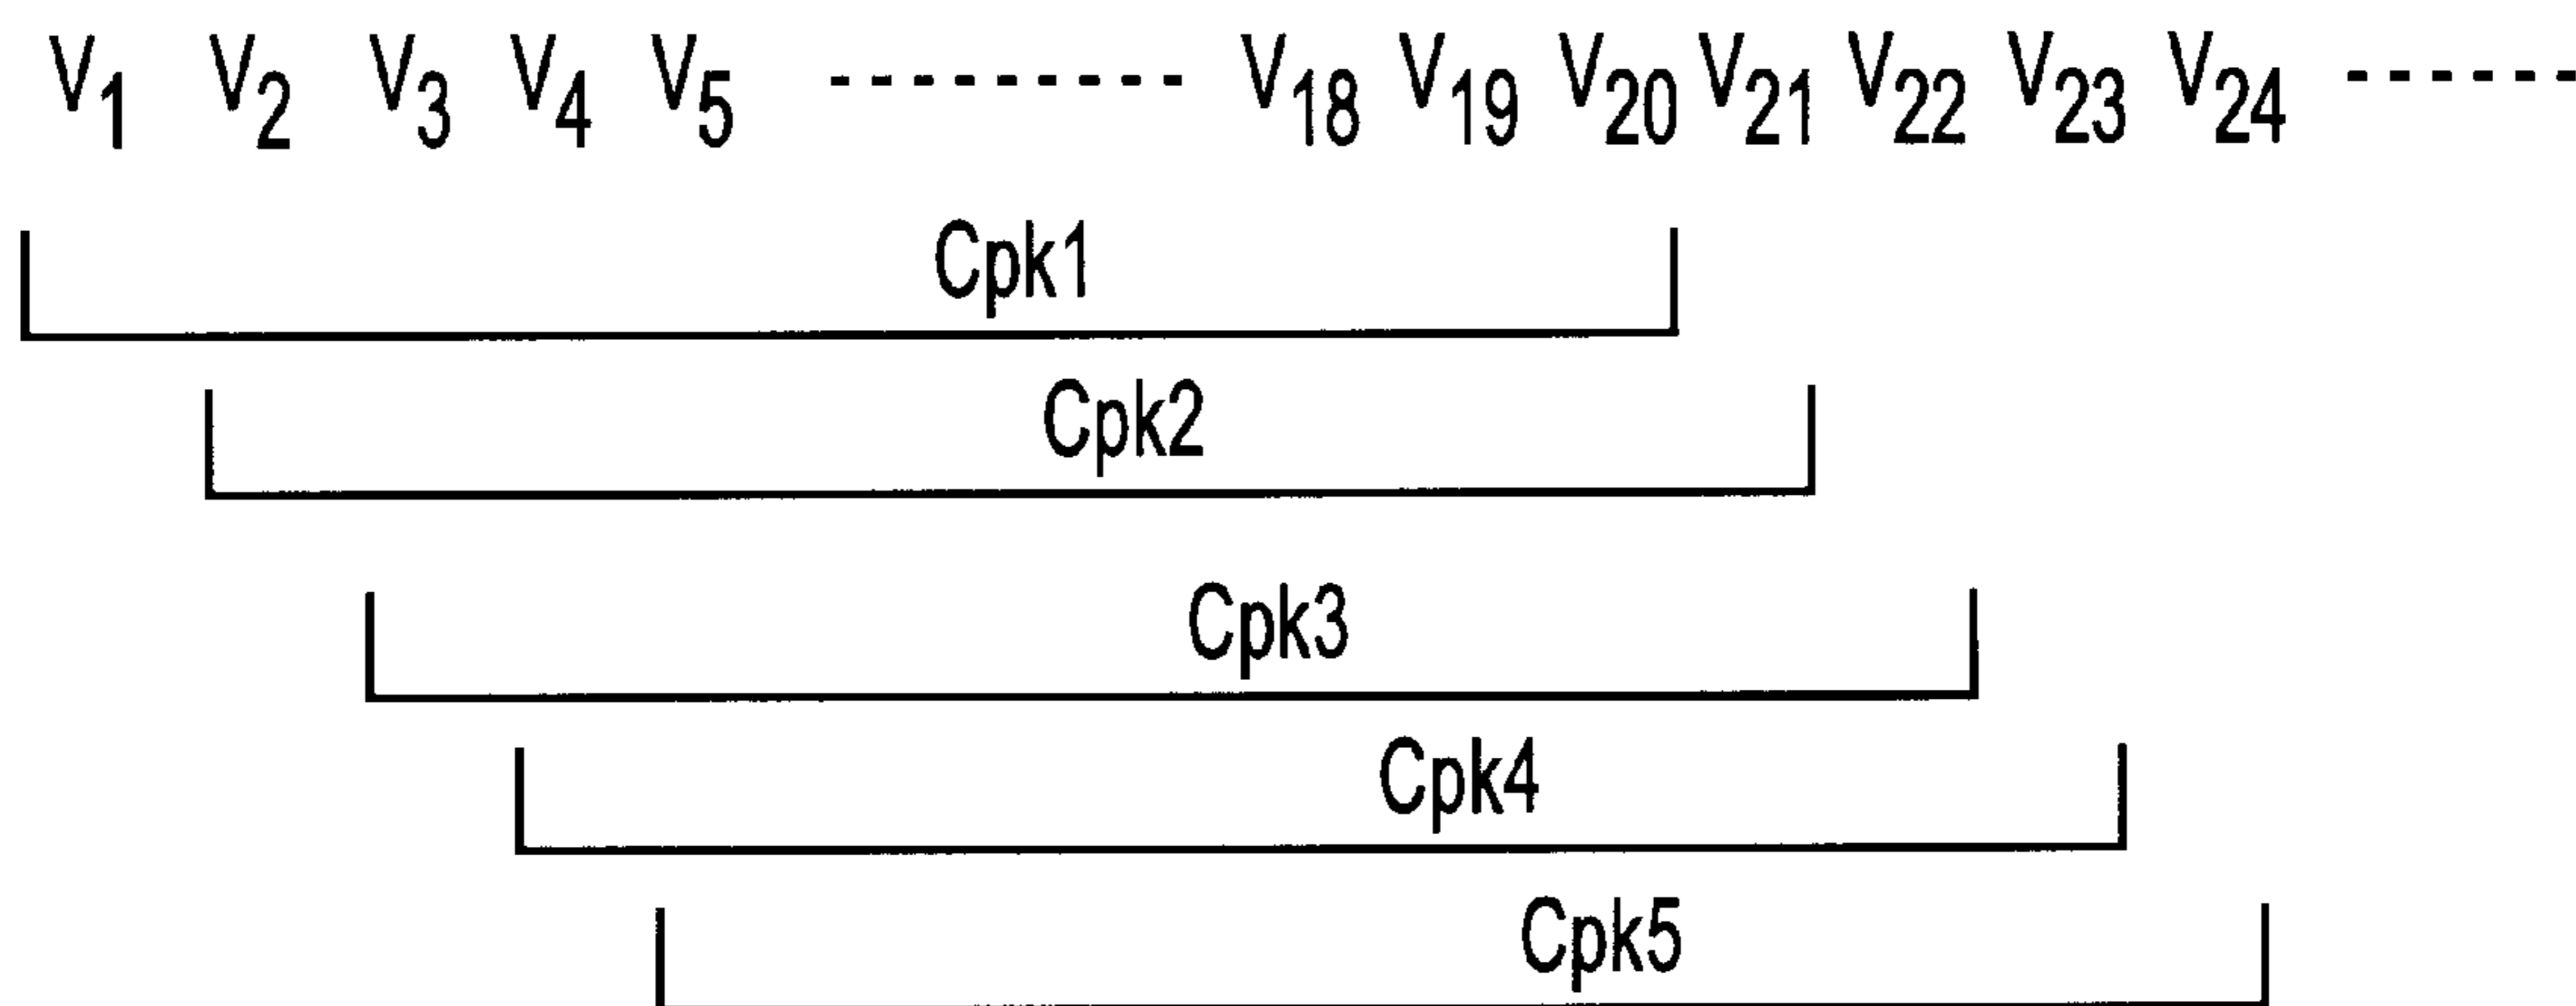 V1 V2 V3 V4 V5 --------- V18 V19 V20 V21 V22 V23 V24 ------
Cpk1
Cpk2
Cpk3
Cpk4
Cpk5